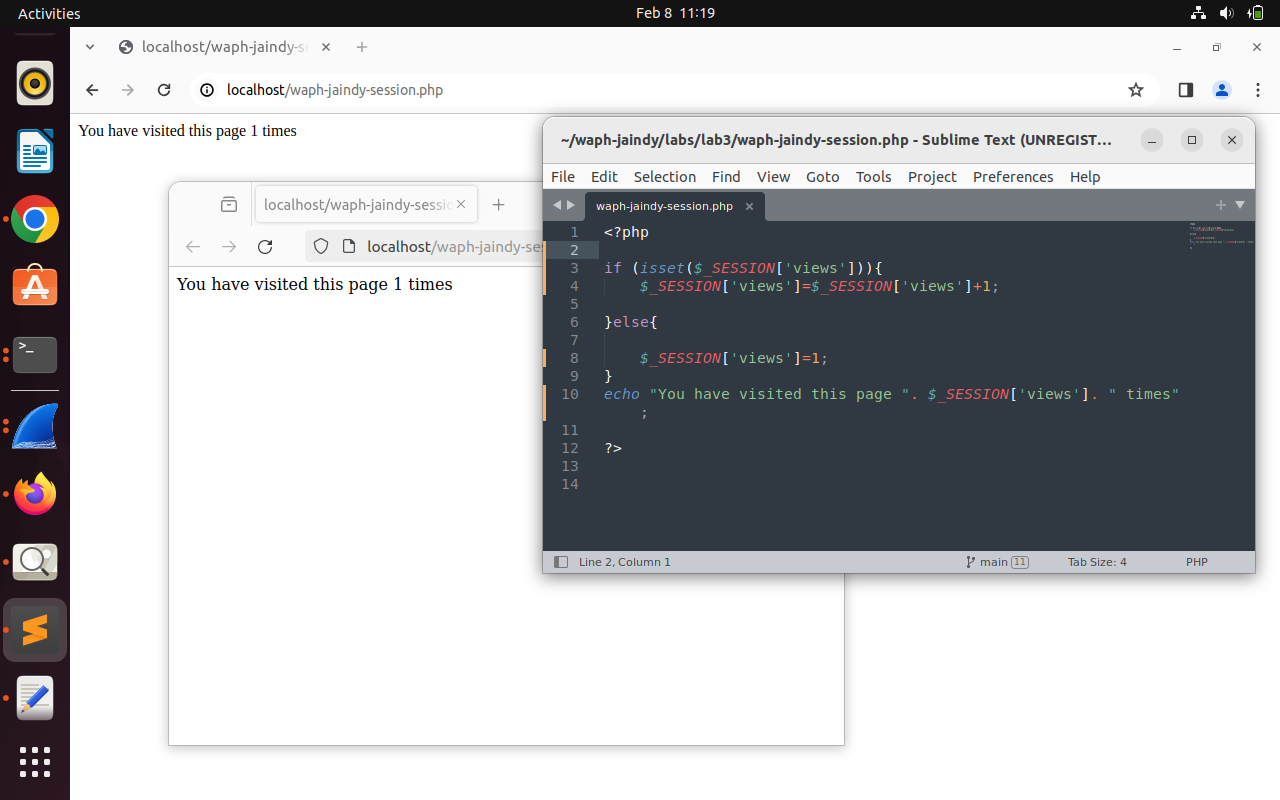 Activities
Feb 8 11:19
localhost/waph-jaindy-se
localhost/waph-jaindy-session.php
You have visited this page 1 times
localhost/waph-jaindy-sessio
localhost/waph-jaindy-ses
You have visited this page 1 times
~/waph-jaindy/labs/lab3/waph-jaindy-session.php - Sublime Text (UNREGIST...
File Edit Selection Find View Goto Tools Project Preferences Help
waph-jaindy-session.php
1 <?php
2
3 if (isset($_SESSION['views'])){
4     $_SESSION['views']=$_SESSION['views']+1;
5
6 }else{
7
8     $_SESSION['views']=1;
9 }
10 echo "You have visited this page ". $_SESSION['views']. " times"
;
11
12 ?>
13
14
Line 2, Column 1 main 11 Tab Size: 4 PHP